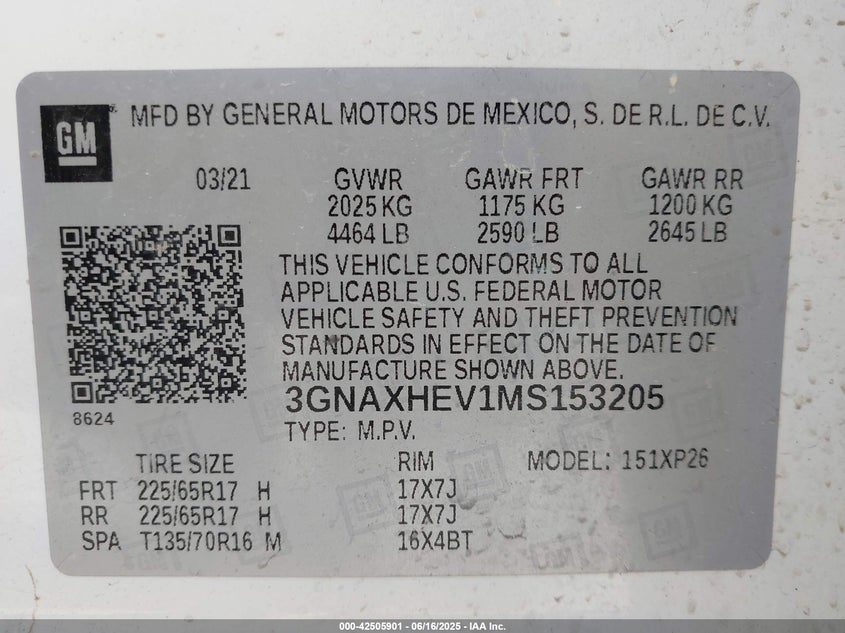 GM
MFD BY GENERAL MOTORS DE MEXICO, S. DE R.L. DE C.V.
03/21 GVWR GAWR FRT GAWR RR
2025 KG 1175 KG 1200 KG
4464 LB 2590 LB 2645 LB
THIS VEHICLE CONFORMS TO ALL
APPLICABLE U.S. FEDERAL MOTOR
VEHICLE SAFETY AND THEFT PREVENTION
STANDARDS IN EFFECT ON THE DATE OF
MANUFACTURE SHOWN ABOVE.
8624
3GNAXHEV1MS153205
TYPE: M.P.V.
TIRE SIZE RIM MODEL: 151XP26
FRT 225/65R17 H 17X7J
RR 225/65R17 H 17X7J
SPA T135/70R16 M 16X4BT
000-42505901 - 06/16/2025 - IAA Inc.